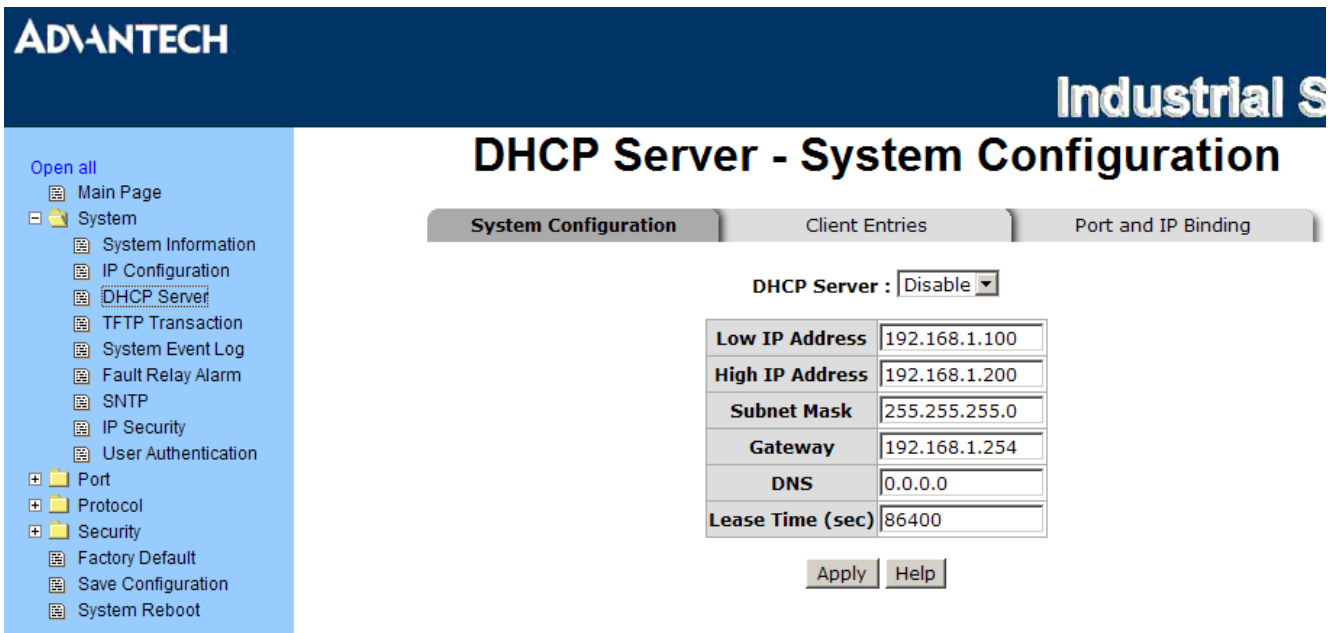 ADVANTECH
Industrial S
Open all
Main Page
System
System Information
IP Configuration
DHCP Server
TFTP Transaction
System Event Log
Fault Relay Alarm
SNTP
IP Security
User Authentication
Port
Protocol
Security
Factory Default
Save Configuration
System Reboot
DHCP Server - System Configuration
System Configuration Client Entries Port and IP Binding
DHCP Server : Disable
Low IP Address 192.168.1.100
High IP Address 192.168.1.200
Subnet Mask 255.255.255.0
Gateway 192.168.1.254
DNS 0.0.0.0
Lease Time (sec) 86400
Apply Help